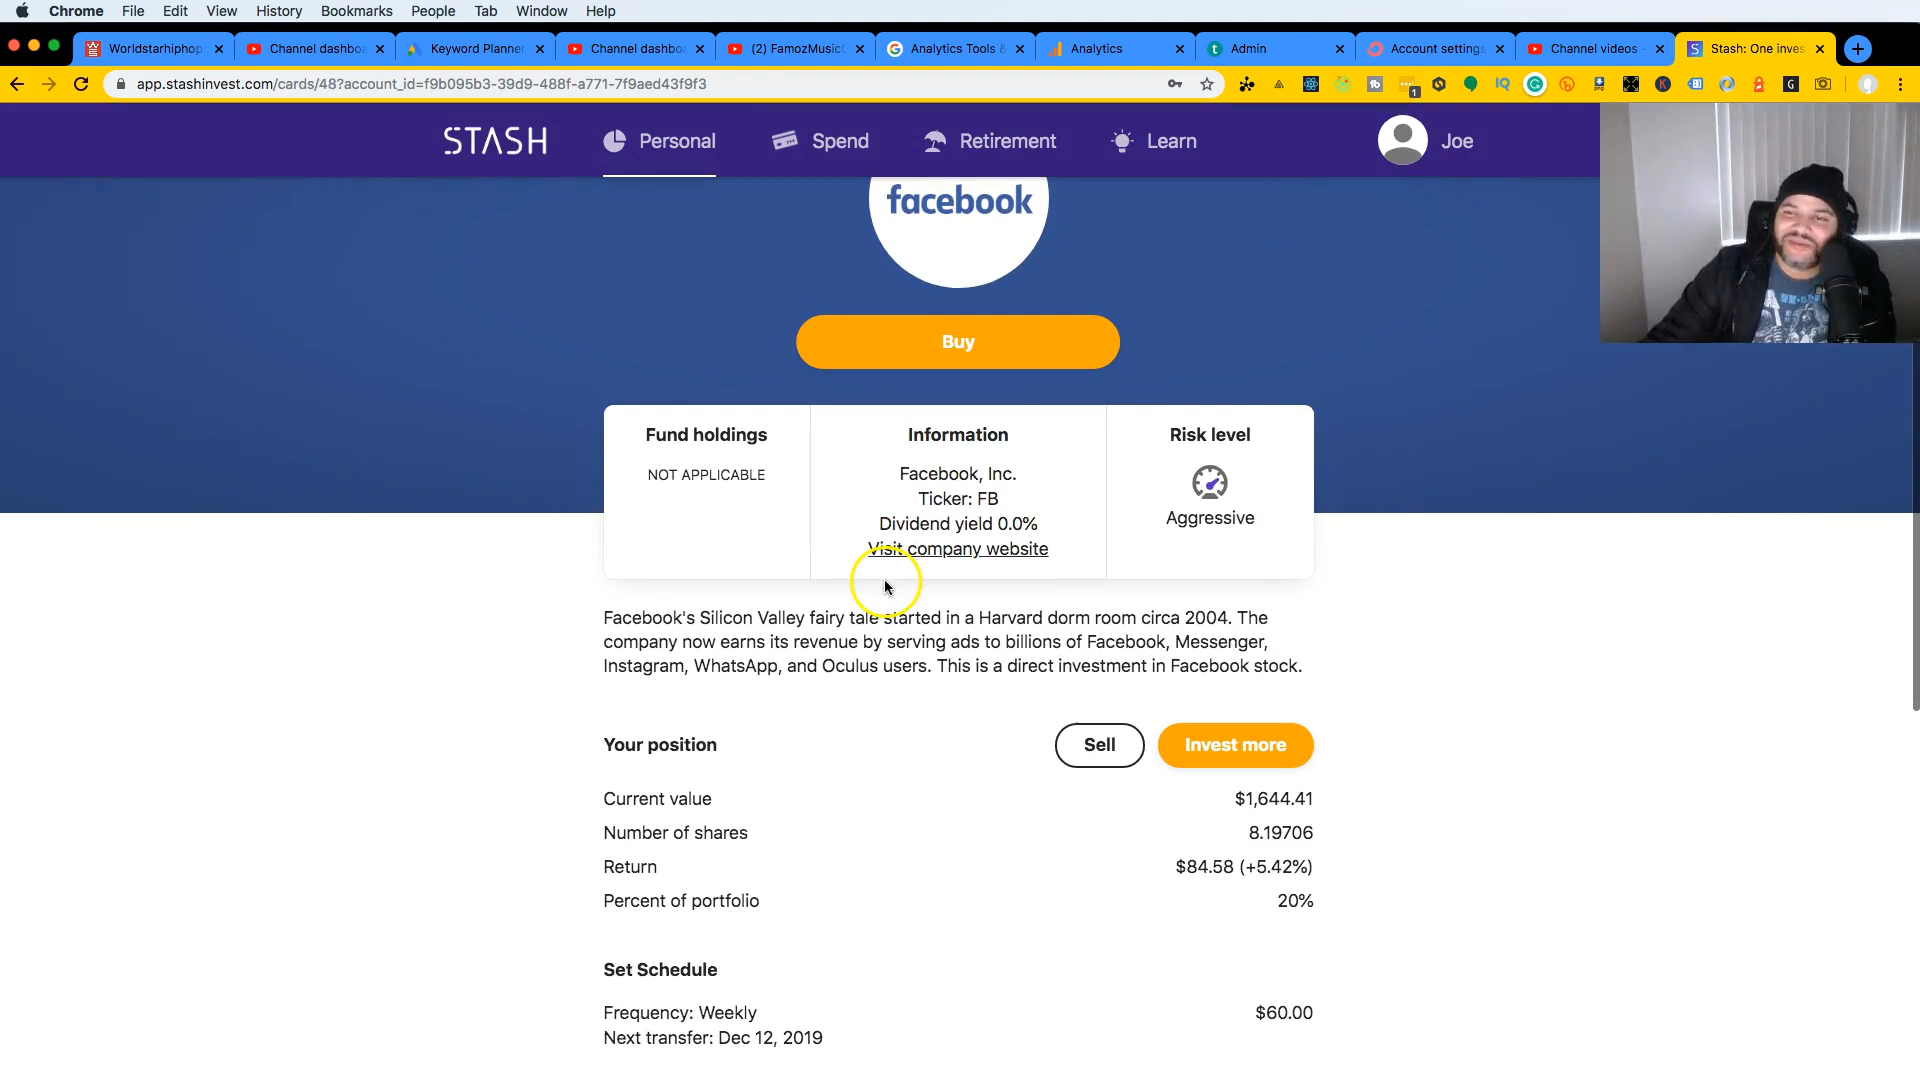 Chrome File Edit View History Bookmarks People Tab Window Help
Worldstarhiphop Channel dashbo Keyword Planner Channel dashbo (2) FamozMusic Analytics Tools & Analytics Admin Account settings Channel videos - Stash: One inves
app.stashinvest.com/cards/48?account_id=f9b095b3-39d9-488f-a771-7f9aed43f9f3
STASH Personal Spend Retirement Learn Joe
facebook
Buy
Fund holdings
NOT APPLICABLE
Information
Facebook, Inc.
Ticker: FB
Dividend yield 0.0%
Visit company website
Risk level
Aggressive
Facebook's Silicon Valley fairy tale started in a Harvard dorm room circa 2004. The
company now earns its revenue by serving ads to billions of Facebook, Messenger,
Instagram, WhatsApp, and Oculus users. This is a direct investment in Facebook stock.
Your position Sell Invest more
Current value $1,644.41
Number of shares 8.19706
Return $84.58 (+5.42%)
Percent of portfolio 20%
Set Schedule
Frequency: Weekly $60.00
Next transfer: Dec 12, 2019